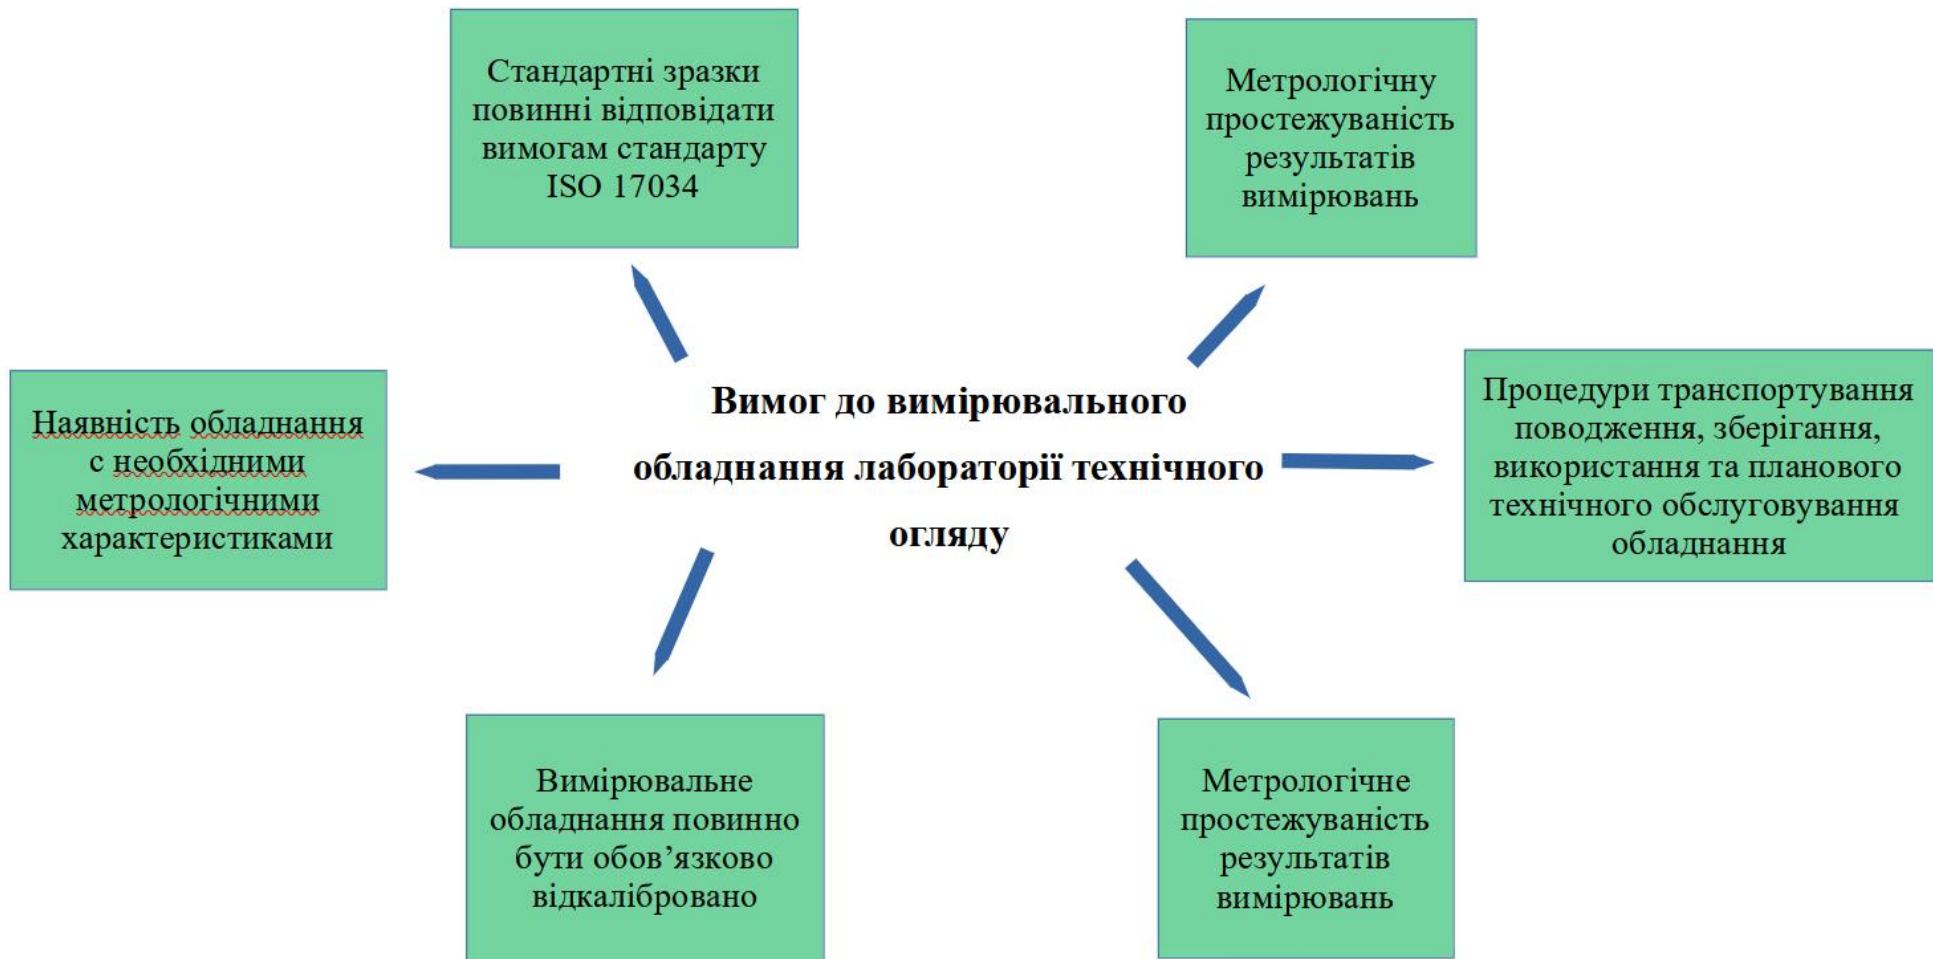 Стандартні зразки
повинні відповідати
вимогам стандарту
ISO 17034
Метрологічну
простежуваність
результатів
вимірювань
Наявність обладнання
с необхідними
метрологічними
характеристиками
Вимог до вимірювального
обладнання лабораторії технічного
огляду
Процедури транспортування
поводження, зберігання,
використання та планового
технічного обслуговування
обладнання
Вимірювальне
обладнання повинно
бути обов’язково
відкалібровано
Метрологічне
простежуваність
результатів
вимірювань